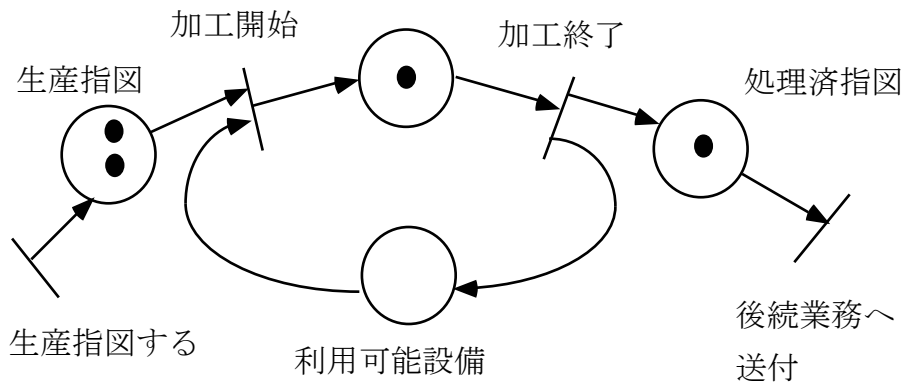 加工開始
加工終了
生産指図
処理済指図
生産指図する
利用可能設備
後続業務へ
送付